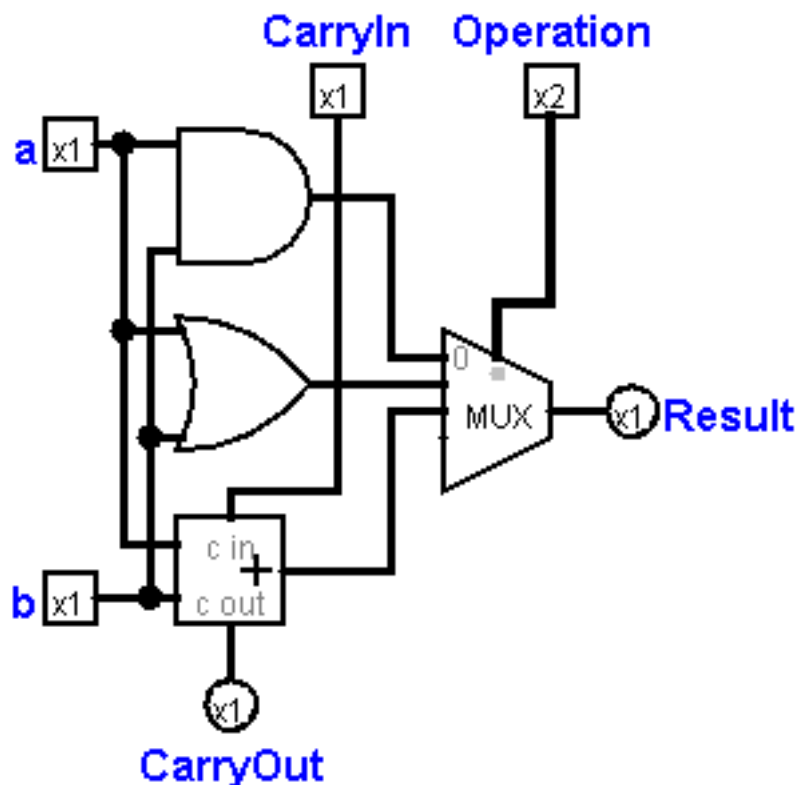 CarryIn Operation
x1 x2
a x1
0
MUX x1 Result
c in
+
b x1 c out
x1
CarryOut